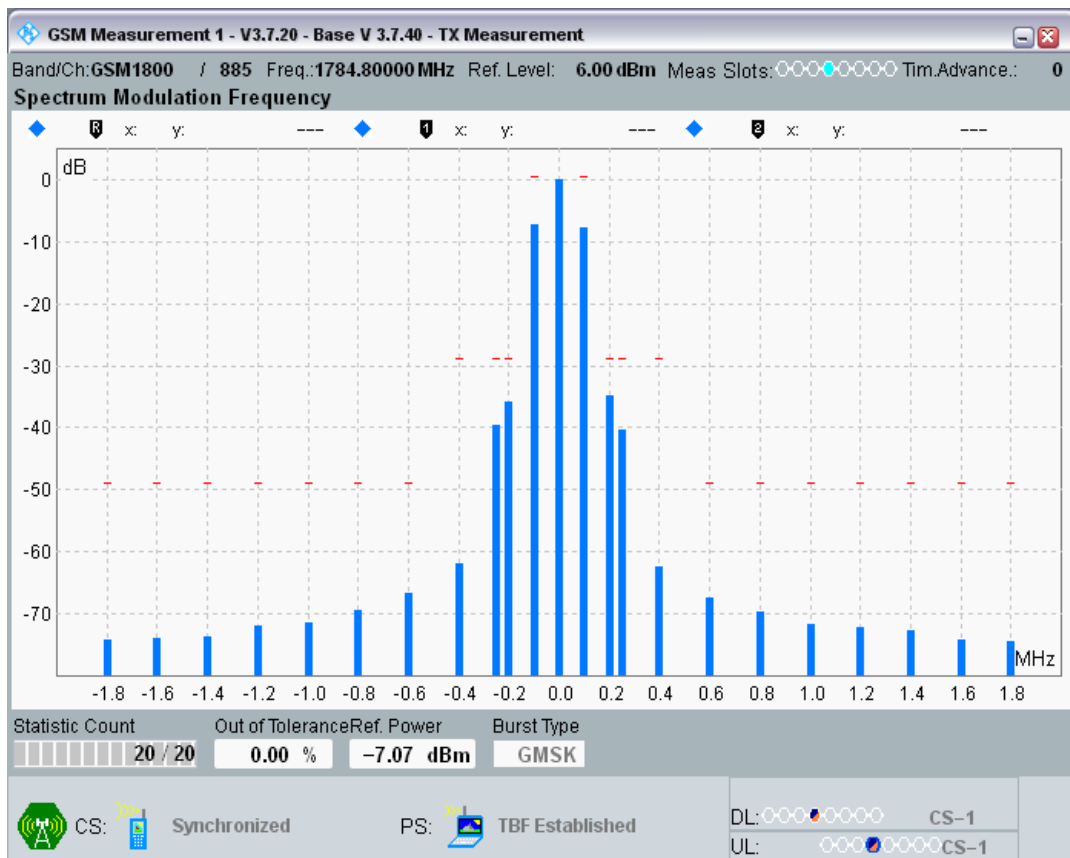 GSM Measurement 1 - V3.7.20 - Base V 3.7.40 - TX Measurement
Band/Ch:GSM1800 / 885 Freq.:1784.80000 MHz Ref. Level: 6.00 dBm Meas Slots: Tim.Advance.: 0
Spectrum Modulation Frequency
R x: y: --- 1 x: y: --- 2 x: y: ---
dB
0
-10
-20
-30
-40
-50
-60
-70
MHz
-1.8 -1.6 -1.4 -1.2 -1.0 -0.8 -0.6 -0.4 -0.2 0.0 0.2 0.4 0.6 0.8 1.0 1.2 1.4 1.6 1.8
Statistic Count Out of Tolerance Ref. Power Burst Type
20 / 20 0.00 % −7.07 dBm GMSK
CS: Synchronized PS: TBF Established
DL: CS−1
UL: CS−1